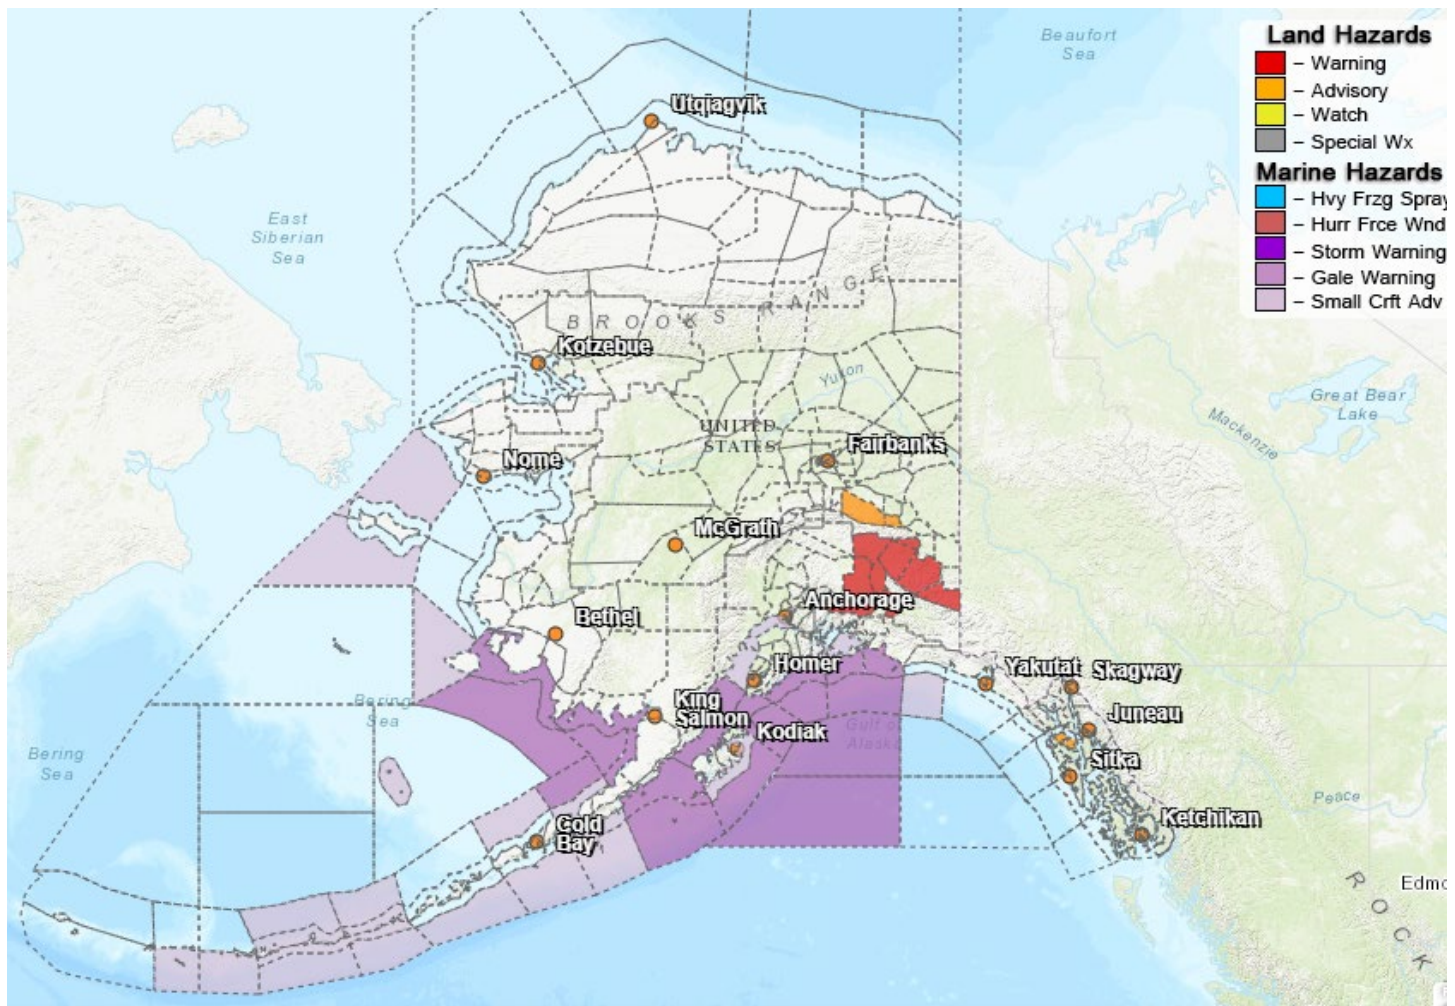 Beaufort
Sea
Land Hazards
– Warning
– Advisory
– Watch
– Special Wx
Marine Hazards
– Hvy Frzg Spray
– Hurr Frce Wnd
– Storm Warning
– Gale Warning
– Small Crft Adv
Utqiagvik
East
Siberian
Sea
BROOKS RANGE
Kotzebue
Yukon
Great Bear
Lake
Mackenzie
UNITED
STATES
Fairbanks
Nome
McGrath
Anchorage
Bethel
Homer
Yakutat
Skagway
Bering
Sea
King
Salmon
Kodiak
Gulf of
Alaska
Juneau
Bering
Sea
Sitka
Peace
Cold
Bay
Ketchikan
Edmo
ROCK